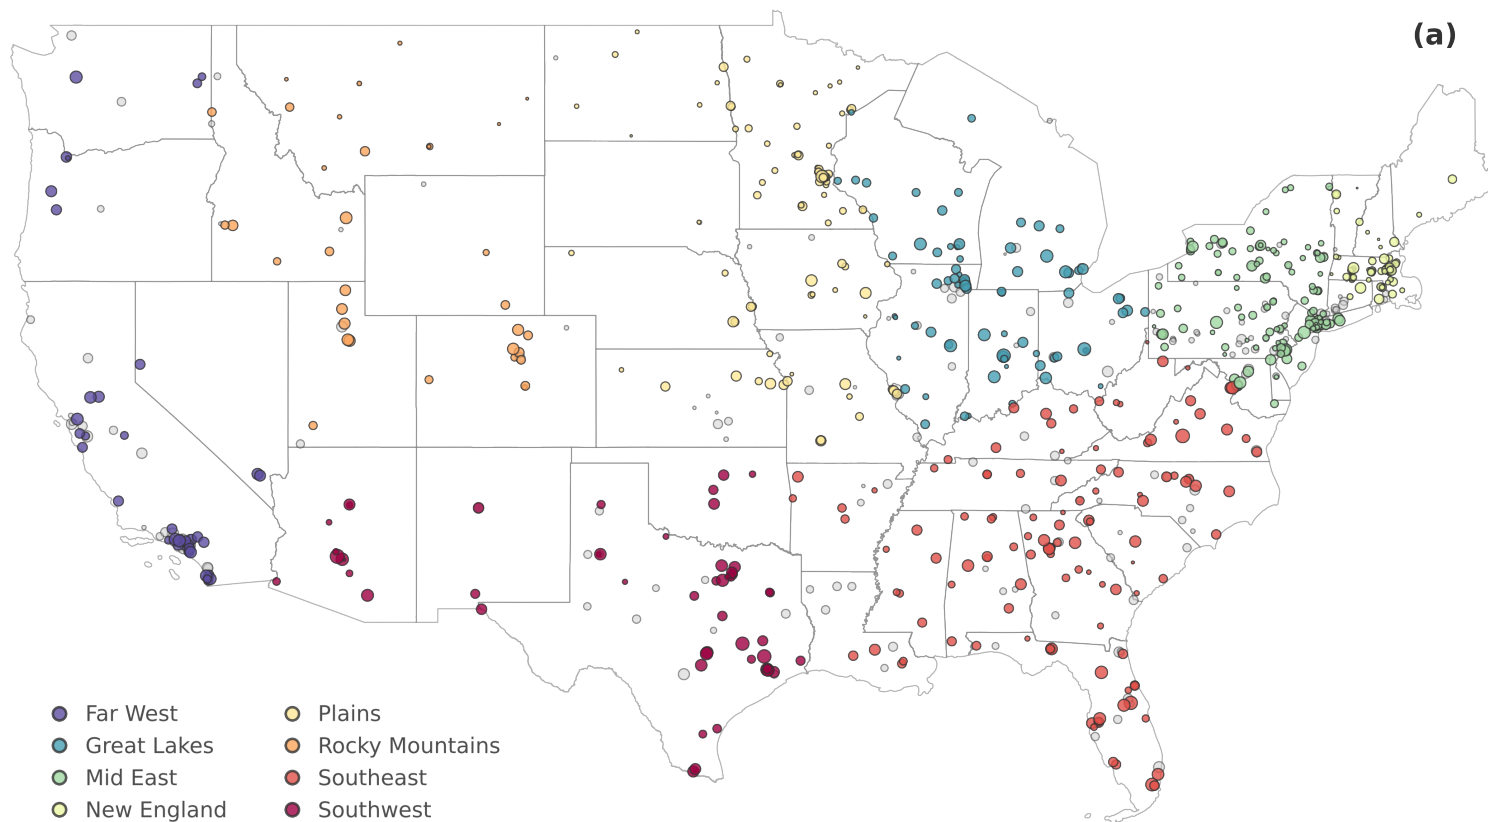 (a)
Far West
Great Lakes
Mid East
New England
Plains
Rocky Mountains
Southeast
Southwest